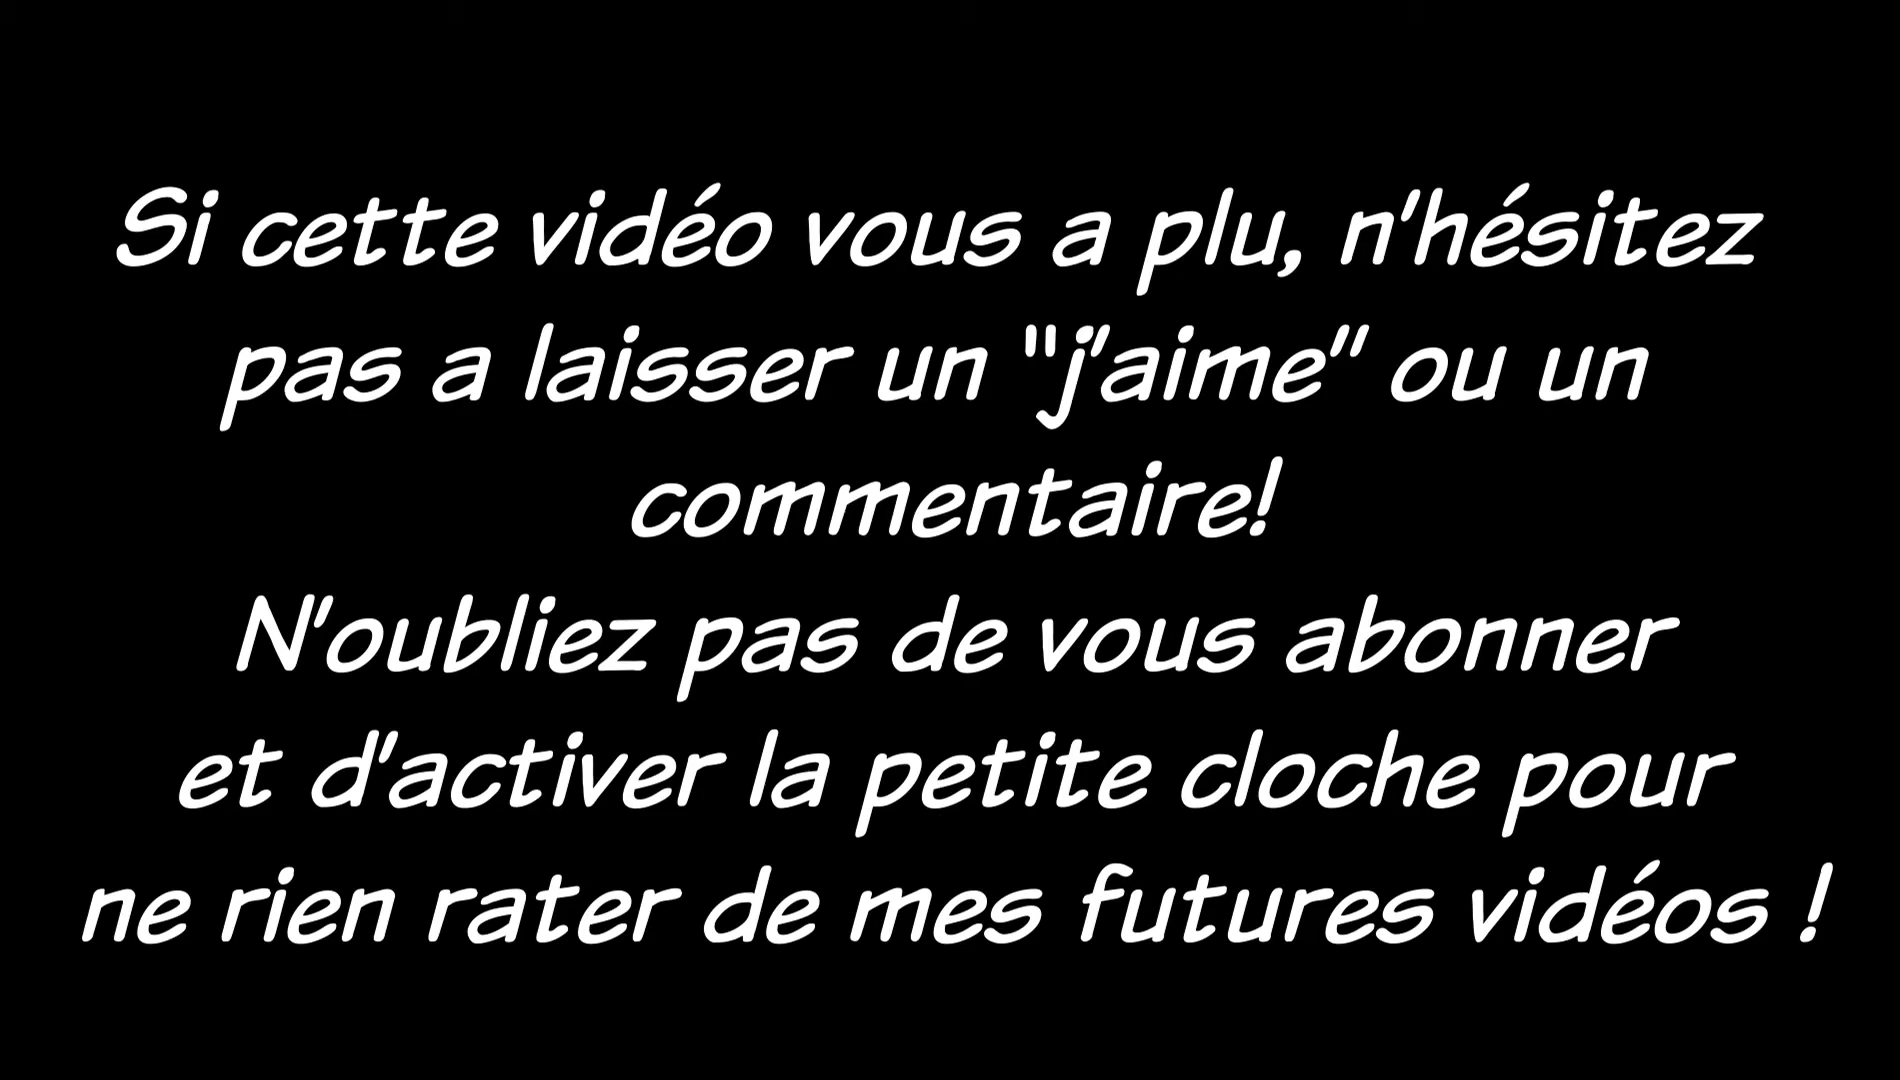 Si cette vidéo vous a plu, n'hésitez
pas a laisser un "j'aime" ou un
commentaire!
N'oubliez pas de vous abonner
et d'activer la petite cloche pour
ne rien rater de mes futures vidéos !